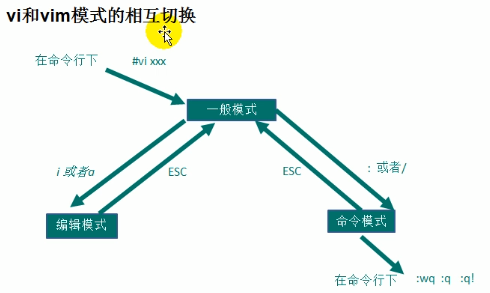 vi和vim模式的相互切换
在命令行下
#vi xxx
一般模式
i 或者a
ESC
ESC
: 或者/
编辑模式
命令模式
在命令行下
:wq :q :q!